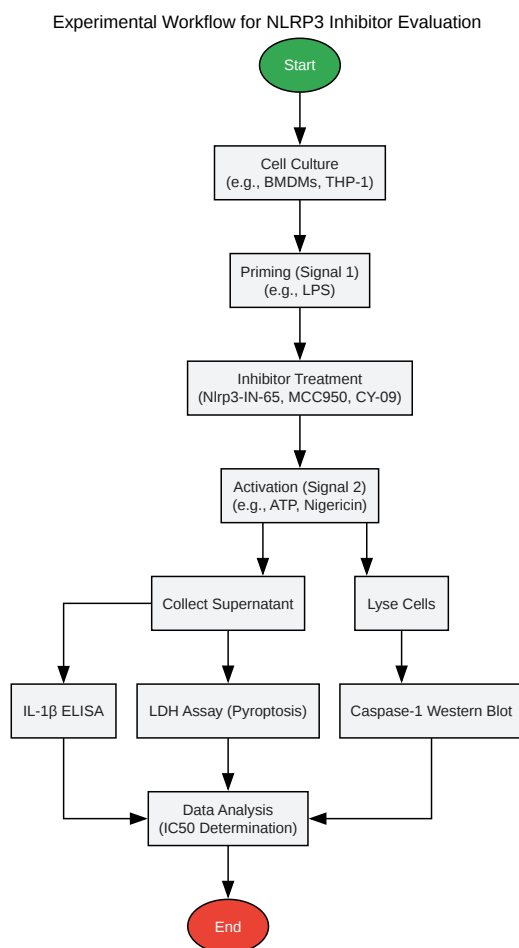 Experimental Workflow for NLRP3 Inhibitor Evaluation
Start
Cell Culture
(e.g., BMDMs, THP-1)
Priming (Signal 1)
(e.g., LPS)
Inhibitor Treatment
(Nlrp3-IN-65, MCC950, CY-09)
Activation (Signal 2)
(e.g., ATP, Nigericin)
Collect Supernatant
Lyse Cells
IL-1β ELISA
LDH Assay (Pyroptosis)
Caspase-1 Western Blot
Data Analysis
(IC50 Determination)
End